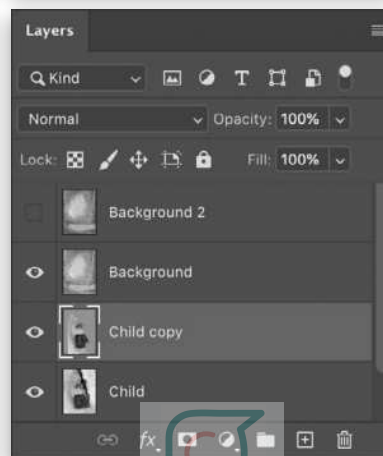 Layers
Kind
T
Normal Opacity: 100%
Lock: Fill: 100%
Background 2
Background
Child copy
Child
fx